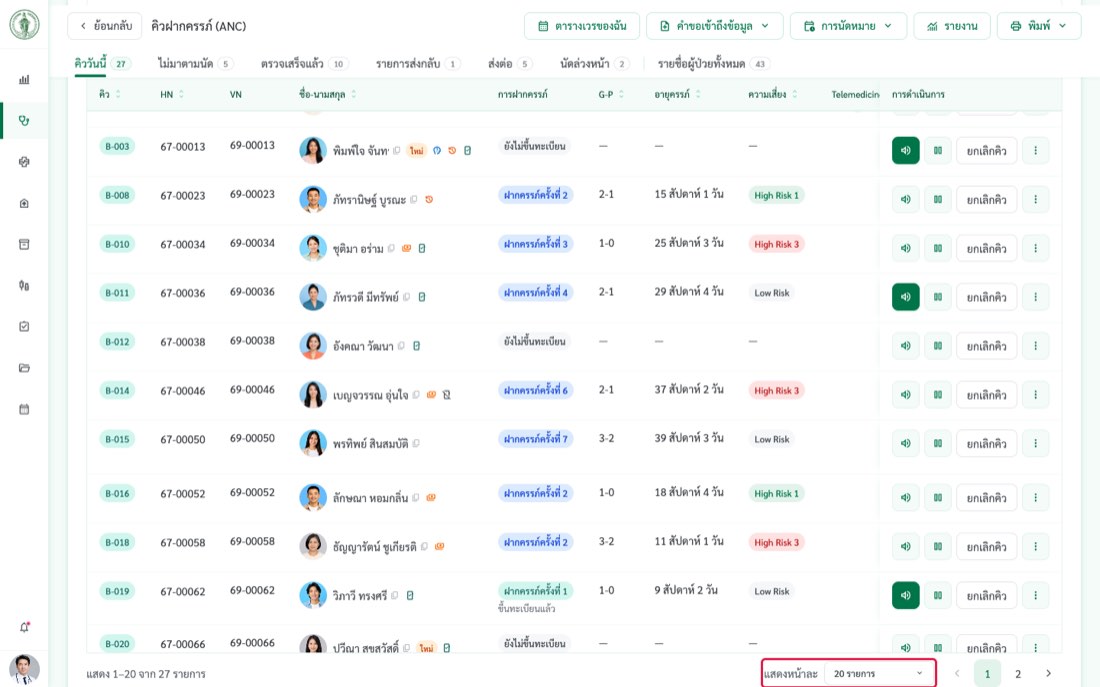 ย้อนกลับ คิวฝากครรภ์ (ANC) ตารางเวรของฉัน คำขอเข้าถึงข้อมูล การนัดหมาย รายงาน พิมพ์
คิววันนี้ 27 ไม่มาตามนัด 5 ตรวจเสร็จแล้ว 10 รายการส่งกลับ 1 ส่งต่อ 5 นัดล่วงหน้า 2 รายชื่อผู้ป่วยทั้งหมด 43
คิว HN VN ชื่อ-นามสกุล การฝากครรภ์ G-P อายุครรภ์ ความเสี่ยง Telemedicin การดำเนินการ
B-003 67-00013 69-00013 พิมพ์ใจ จันท ใหม่ ยังไม่ขึ้นทะเบียน — — — ยกเลิกคิว
B-008 67-00023 69-00023 ภัทรานิษฐ์ บูรณะ ฝากครรภ์ครั้งที่ 2 2-1 15 สัปดาห์ 1 วัน High Risk 1 ยกเลิกคิว
B-010 67-00034 69-00034 ชุติมา อร่าม ฝากครรภ์ครั้งที่ 3 1-0 25 สัปดาห์ 3 วัน High Risk 3 ยกเลิกคิว
B-011 67-00036 69-00036 ภัทรวดี มีทรัพย์ ฝากครรภ์ครั้งที่ 4 2-1 29 สัปดาห์ 4 วัน Low Risk ยกเลิกคิว
B-012 67-00038 69-00038 อังคณา วัฒนา ยังไม่ขึ้นทะเบียน — — — ยกเลิกคิว
B-014 67-00046 69-00046 เบญจวรรณ อุ่นใจ ฝากครรภ์ครั้งที่ 6 2-1 37 สัปดาห์ 2 วัน High Risk 3 ยกเลิกคิว
B-015 67-00050 69-00050 พรทิพย์ สินสมบัติ ฝากครรภ์ครั้งที่ 7 3-2 39 สัปดาห์ 3 วัน Low Risk ยกเลิกคิว
B-016 67-00052 69-00052 ลักษณา หอมกลิ่น ฝากครรภ์ครั้งที่ 2 1-0 18 สัปดาห์ 4 วัน High Risk 1 ยกเลิกคิว
B-018 67-00058 69-00058 ธัญญารัตน์ ชูเกียรติ ฝากครรภ์ครั้งที่ 2 3-2 11 สัปดาห์ 1 วัน High Risk 3 ยกเลิกคิว
B-019 67-00062 69-00062 วิภาวี ทรงศรี ฝากครรภ์ครั้งที่ 1 1-0 9 สัปดาห์ 2 วัน Low Risk ยกเลิกคิว
ขึ้นทะเบียนแล้ว
B-020 67-00066 69-00066 ปวีณา สุขสวัสดิ์ ใหม่ ยังไม่ขึ้นทะเบียน — — — ยกเลิกคิว
แสดง 1–20 จาก 27 รายการ แสดงหน้าละ 20 รายการ 1 2